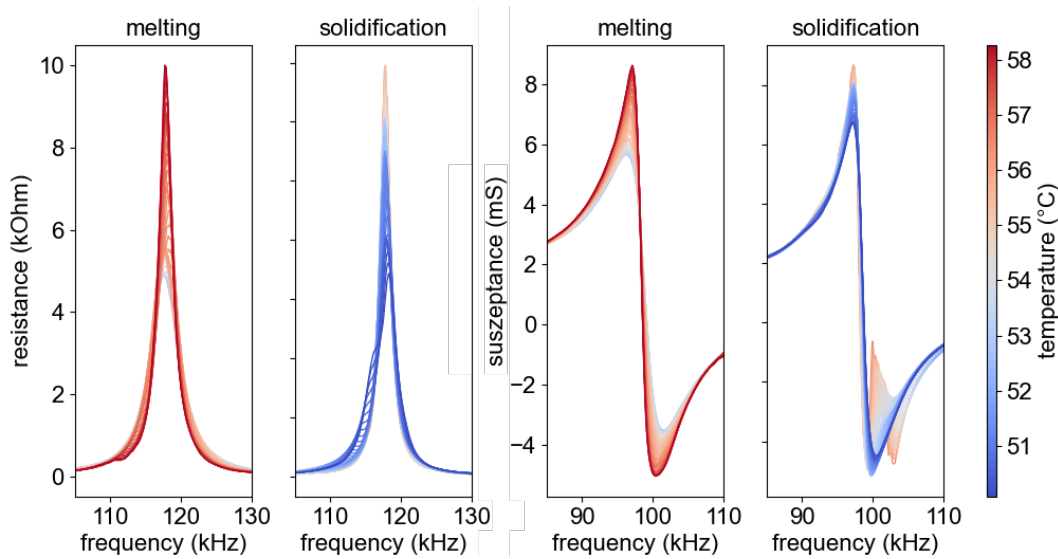 melting
solidification
melting
solidification
resistance (kOhm)
10
8
6
4
2
0
105 110 120 130
frequency (kHz)
110 120 130
frequency (kHz)
suszeptance (mS)
8
6
4
2
0
−2
−4
90 100 110
frequency (kHz)
90 100 110
frequency (kHz)
58
57
56
55
54
53
52
51
temperature (°C)